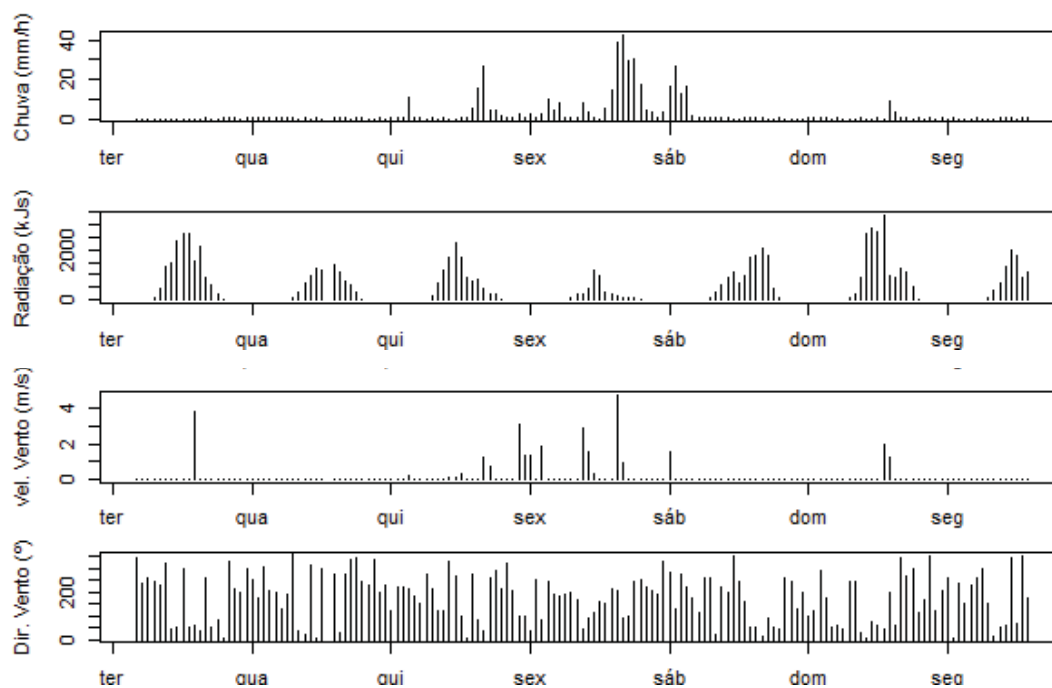 Chuva (mm/h)
40
20
0
ter qua qui sex sáb dom seg
Radiação (kJs)
2000
0
ter qua qui sex sáb dom seg
Vel. Vento (m/s)
4
2
0
ter qua qui sex sáb dom seg
Dir. Vento (º)
200
0
ter qua qui sex sáb dom seg